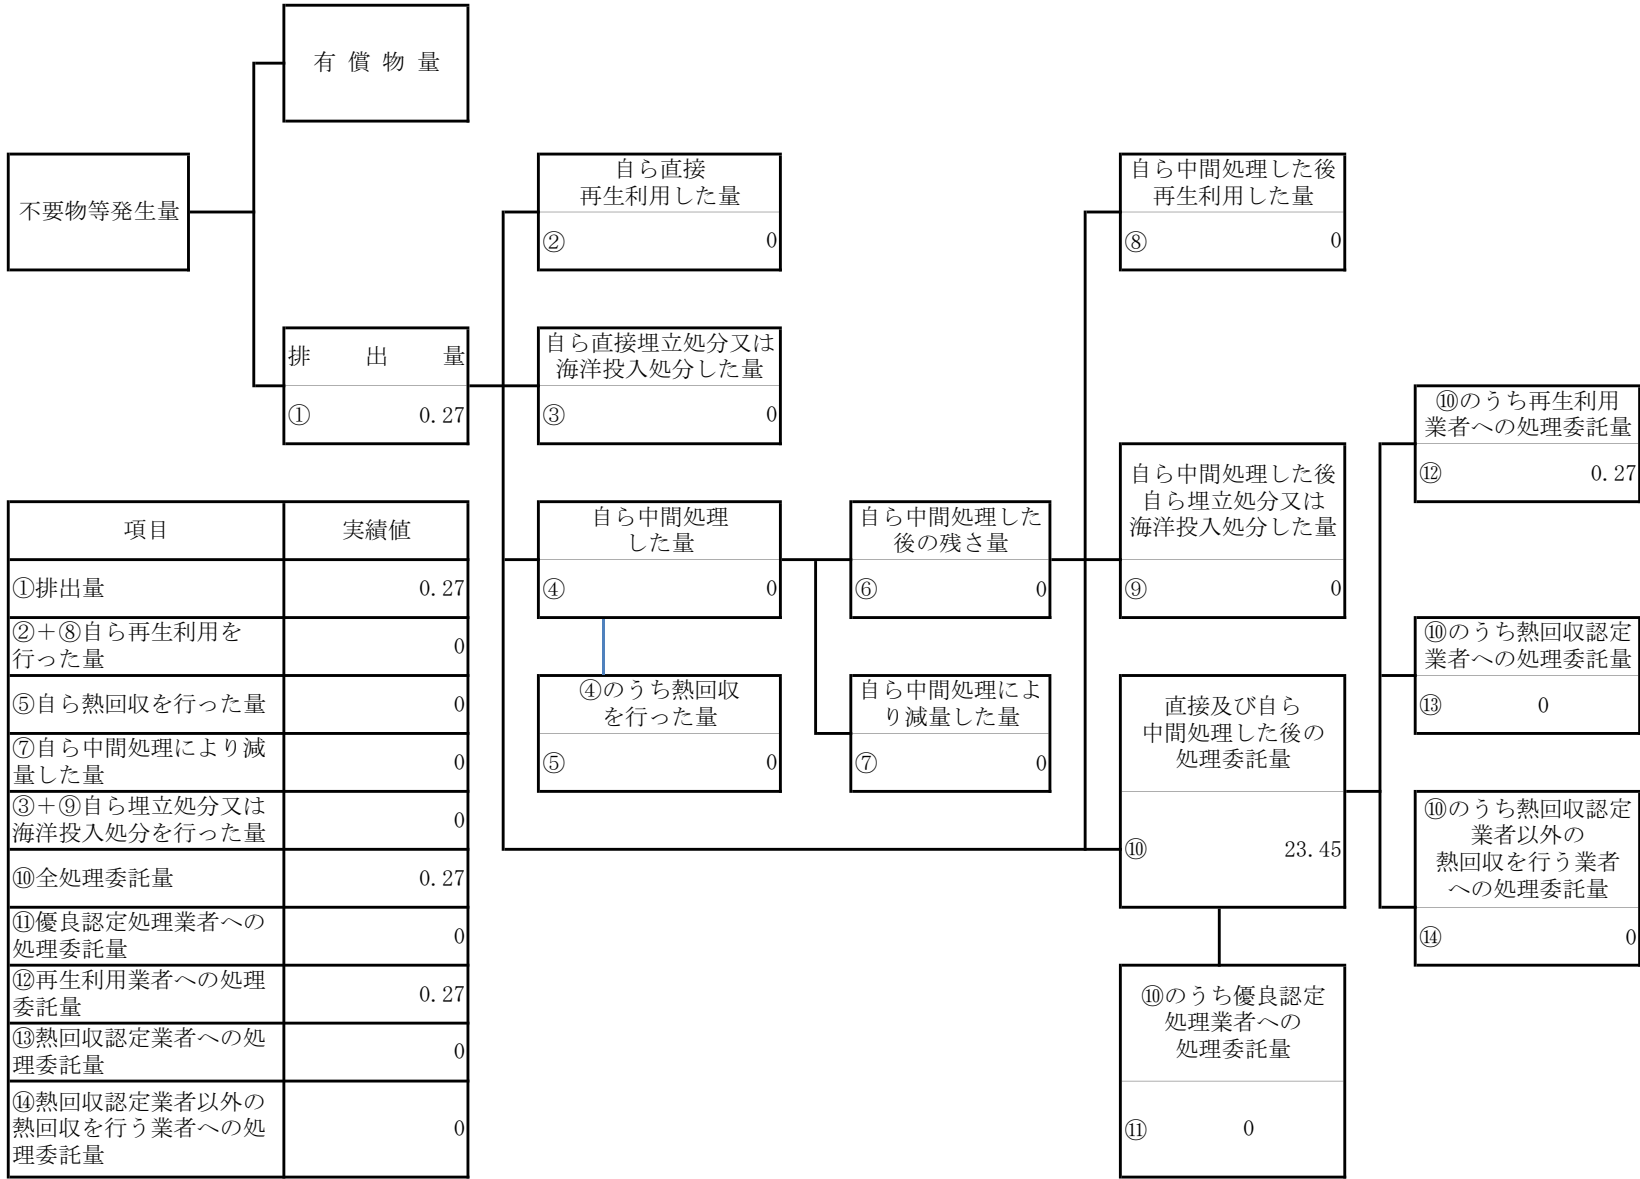 有償物量
不要物等発生量
自ら直接
再生利用した量
② 0
自ら中間処理した後
再生利用した量
⑧ 0
排出量
① 0.27
自ら直接埋立処分又は
海洋投入処分した量
③ 0
⑩のうち再生利用
業者への処理委託量
⑫ 0.27
自ら中間処理した後
自ら埋立処分又は
海洋投入処分した量
⑨ 0
自ら中間処理
した量
④ 0
自ら中間処理した
後の残さ量
⑥ 0
⑩のうち熱回収認定
業者への処理委託量
⑬ 0
④のうち熱回収
を行った量
⑤ 0
自ら中間処理によ
り減量した量
⑦ 0
直接及び自ら
中間処理した後の
処理委託量
⑩ 23.45
⑩のうち熱回収認定
業者以外の
熱回収を行う業者
への処理委託量
⑭ 0
⑩のうち優良認定
処理業者への
処理委託量
⑪ 0
項目 実績値
①排出量 0.27
②+⑧自ら再生利用を
行った量 0
⑤自ら熱回収を行った量 0
⑦自ら中間処理により減
量した量 0
③+⑨自ら埋立処分又は
海洋投入処分を行った量 0
⑩全処理委託量 0.27
⑪優良認定処理業者への
処理委託量 0
⑫再生利用業者への処理
委託量 0.27
⑬熱回収認定業者への処
理委託量 0
⑭熱回収認定業者以外の
熱回収を行う業者への処
理委託量 0